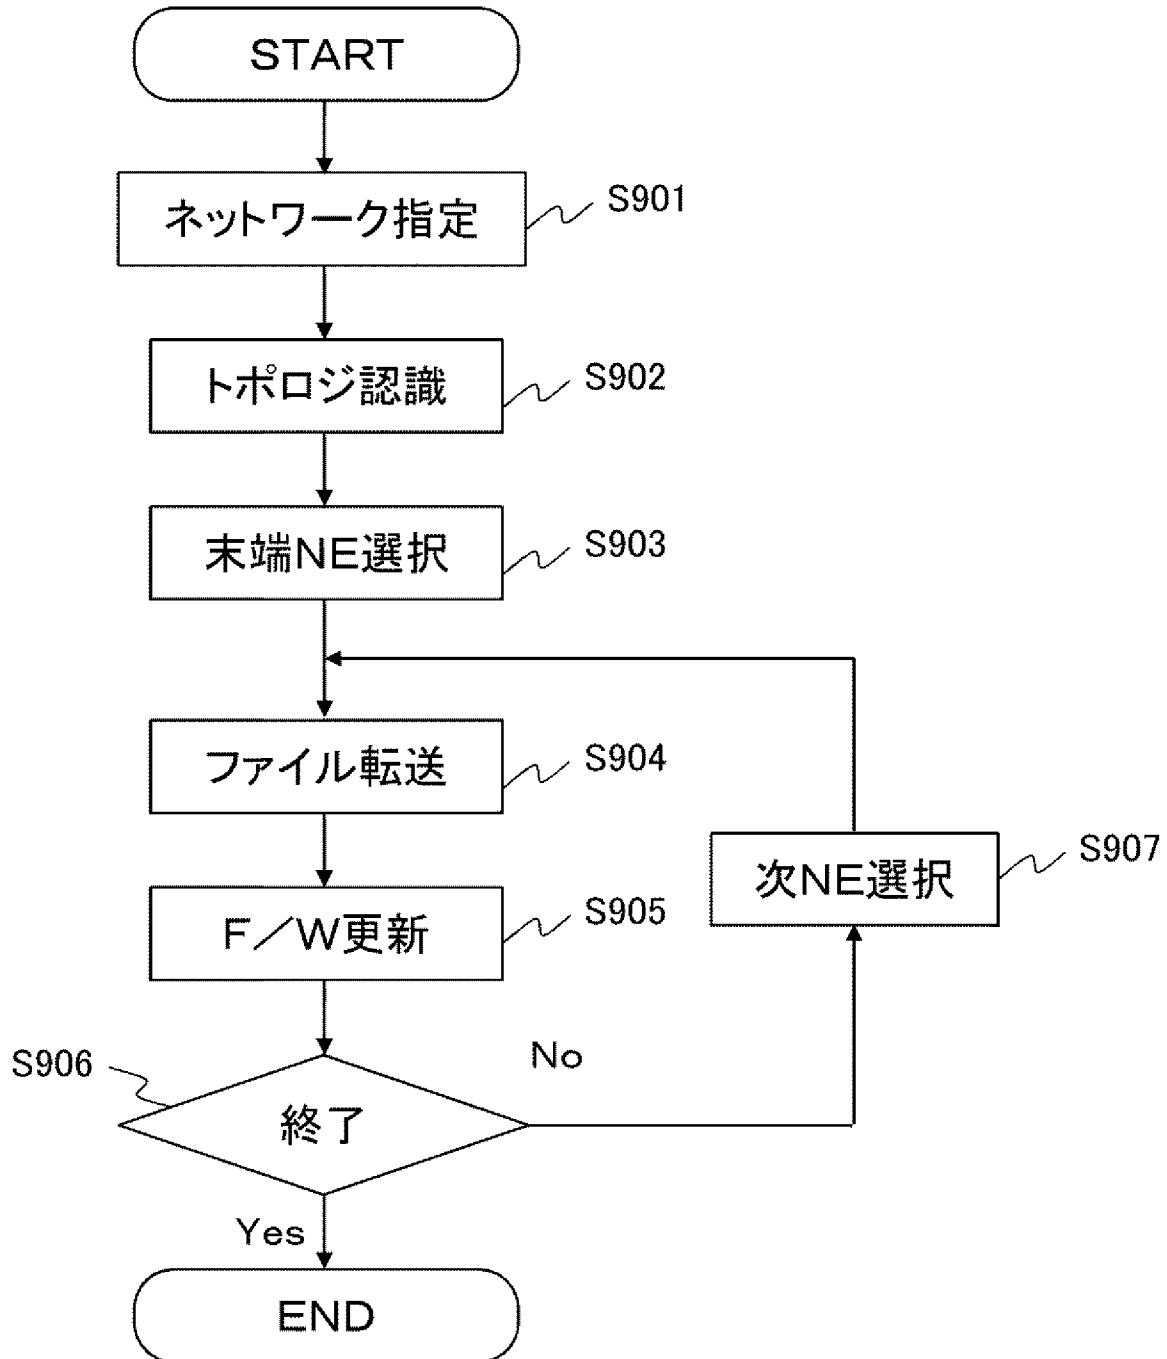 START
ネットワーク指定
S901
トポロジ認識
S902
末端NE選択
S903
ファイル転送
S904
次NE選択
S907
F／W更新
S905
S906
終了
No
Yes
END